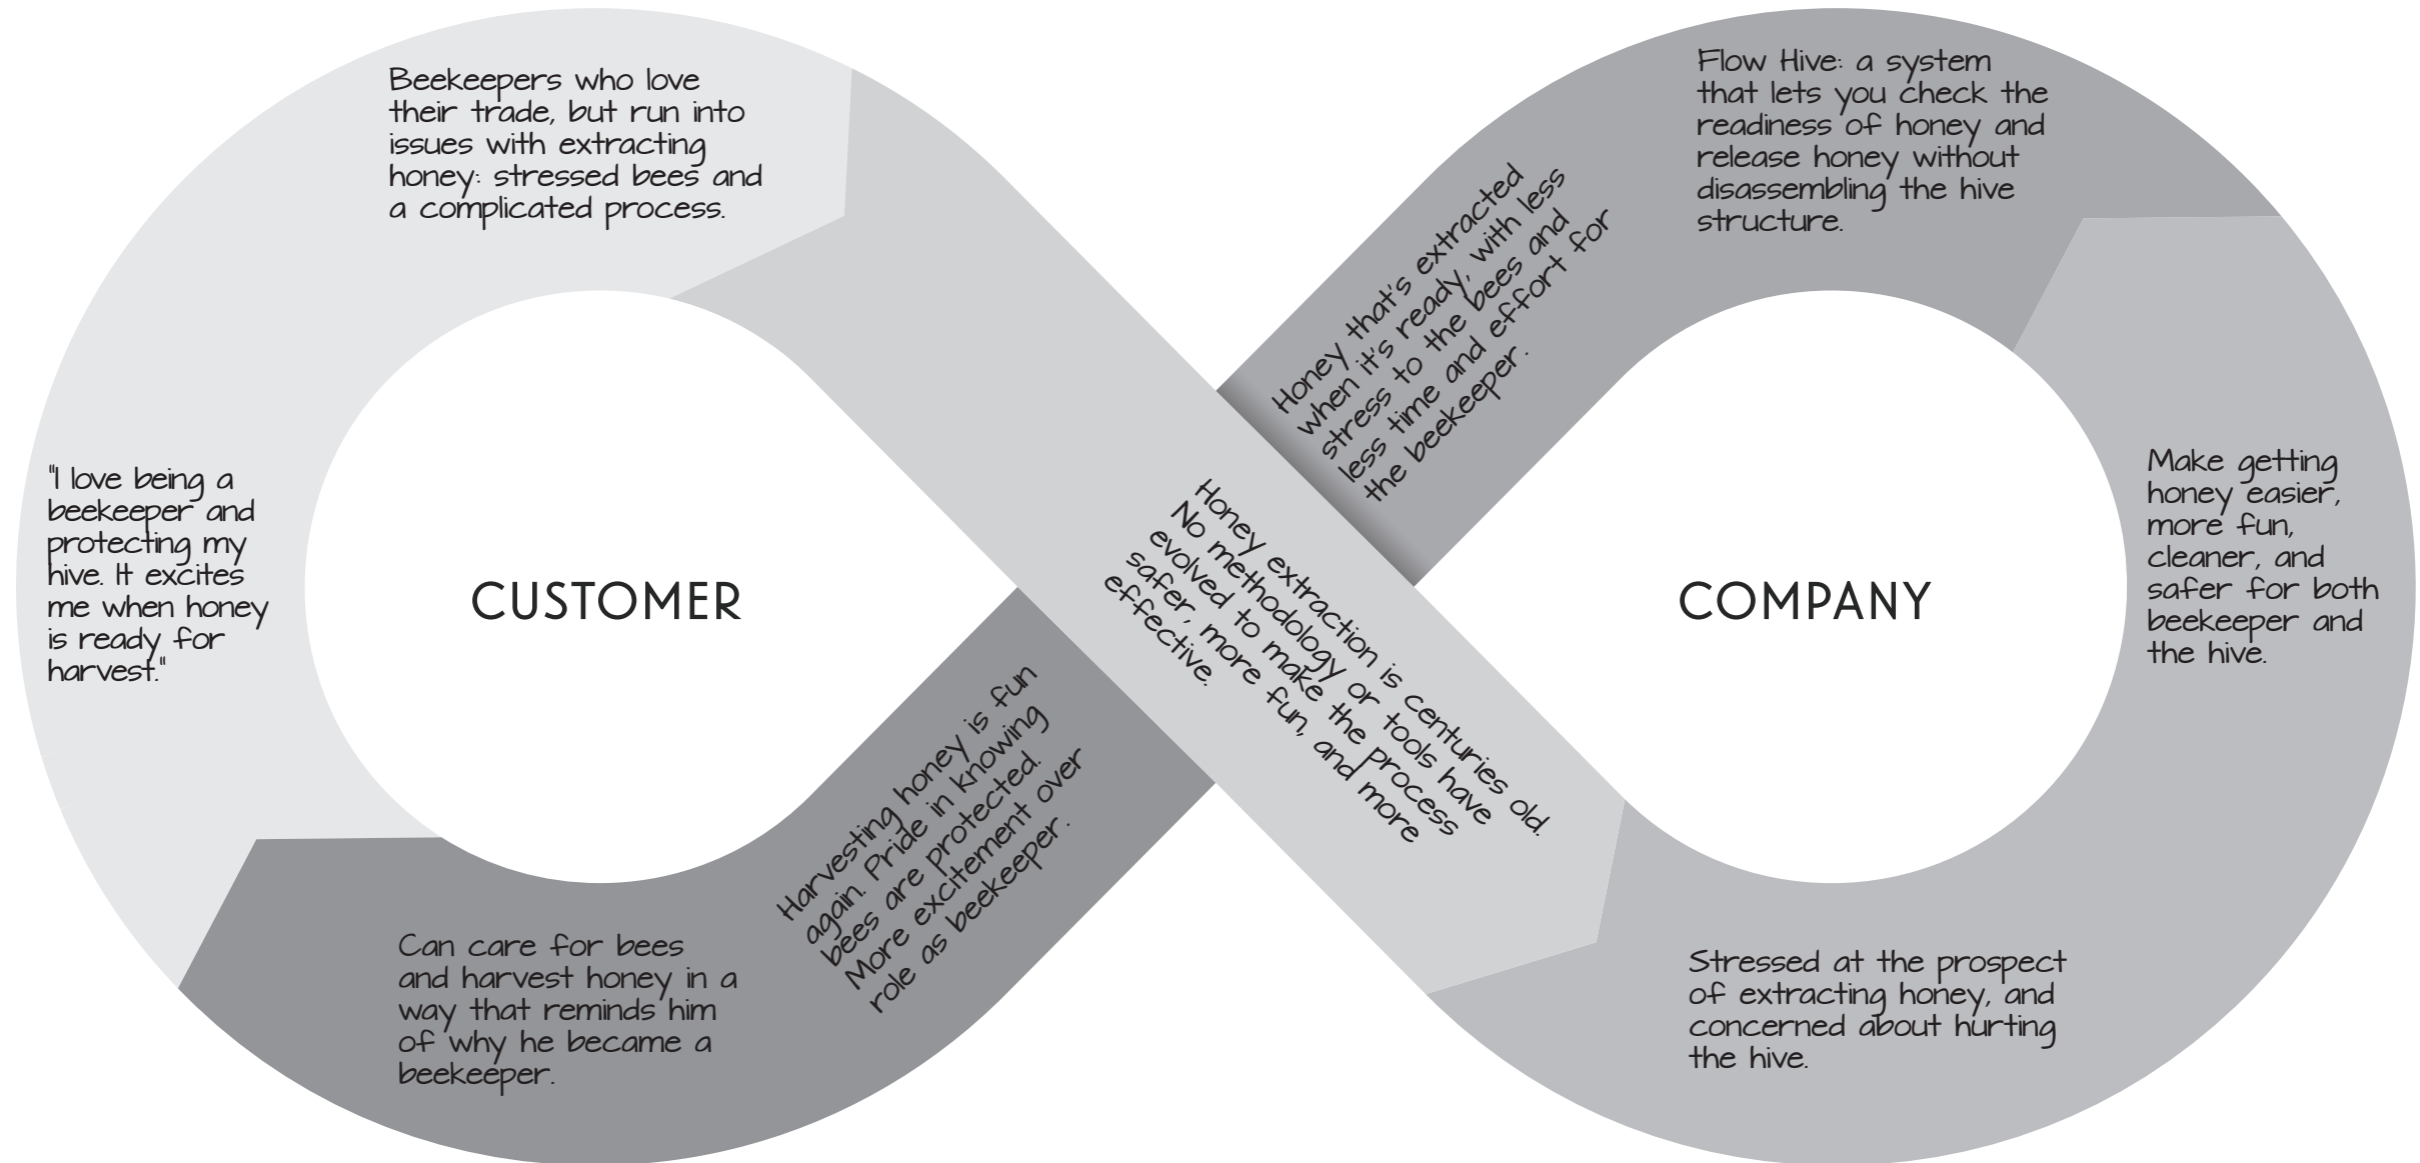 Beekeepers who love
their trade, but run into
issues with extracting
honey: stressed bees and
a complicated process.
"I love being a
beekeeper and
protecting my
hive. It excites
me when honey
is ready for
harvest."
CUSTOMER
Can care for bees
and harvest honey in a
way that reminds him
of why he became a
beekeeper.
Harvesting honey is fun
again. Pride in knowing
bees are protected.
More excitement over
role as beekeeper.
Honey extraction is centuries old.
No methodology or tools have
evolved to make the process
safer, more fun, and more
effective.
Honey that's extracted
when it's ready, with less
stress to the bees and
less time and effort for
the beekeeper.
Flow Hive: a system
that lets you check the
readiness of honey and
release honey without
disassembling the hive
structure.
COMPANY
Make getting
honey easier,
more fun,
cleaner, and
safer for both
beekeeper and
the hive.
Stressed at the prospect
of extracting honey, and
concerned about hurting
the hive.